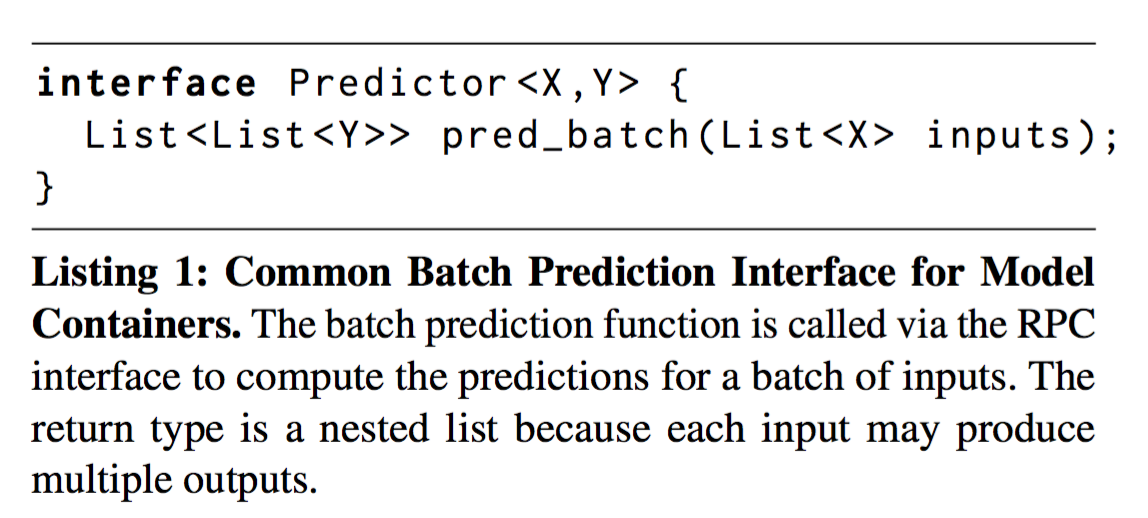 interface Predictor<X,Y> {
  List<List<Y>> pred_batch(List<X> inputs);
}
Listing 1: Common Batch Prediction Interface for Model
Containers. The batch prediction function is called via the RPC
interface to compute the predictions for a batch of inputs. The
return type is a nested list because each input may produce
multiple outputs.